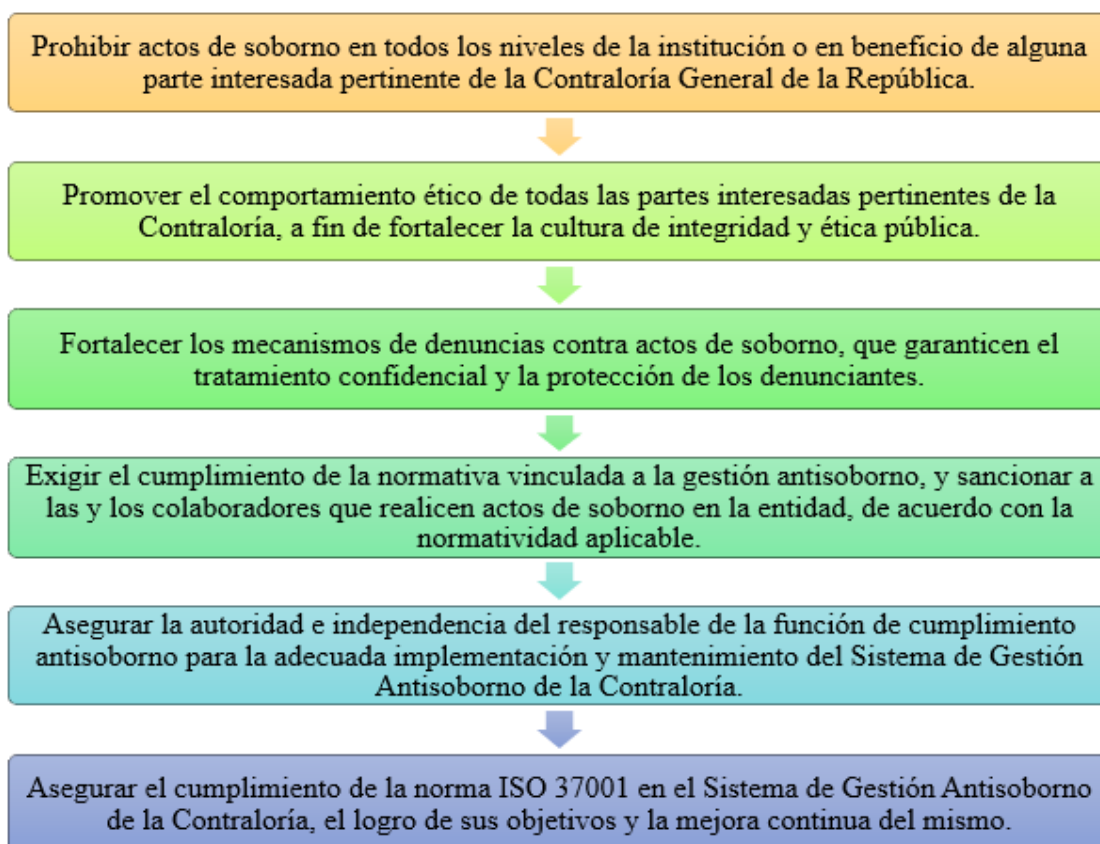 Prohibir actos de soborno en todos los niveles de la institución o en beneficio de alguna
parte interesada pertinente de la Contraloría General de la República.
Promover el comportamiento ético de todas las partes interesadas pertinentes de la
Contraloría, a fin de fortalecer la cultura de integridad y ética pública.
Fortalecer los mecanismos de denuncias contra actos de soborno, que garanticen el
tratamiento confidencial y la protección de los denunciantes.
Exigir el cumplimiento de la normativa vinculada a la gestión antisoborno, y sancionar a
las y los colaboradores que realicen actos de soborno en la entidad, de acuerdo con la
normatividad aplicable.
Asegurar la autoridad e independencia del responsable de la función de cumplimiento
antisoborno para la adecuada implementación y mantenimiento del Sistema de Gestión
Antisoborno de la Contraloría.
Asegurar el cumplimiento de la norma ISO 37001 en el Sistema de Gestión Antisoborno
de la Contraloría, el logro de sus objetivos y la mejora continua del mismo.